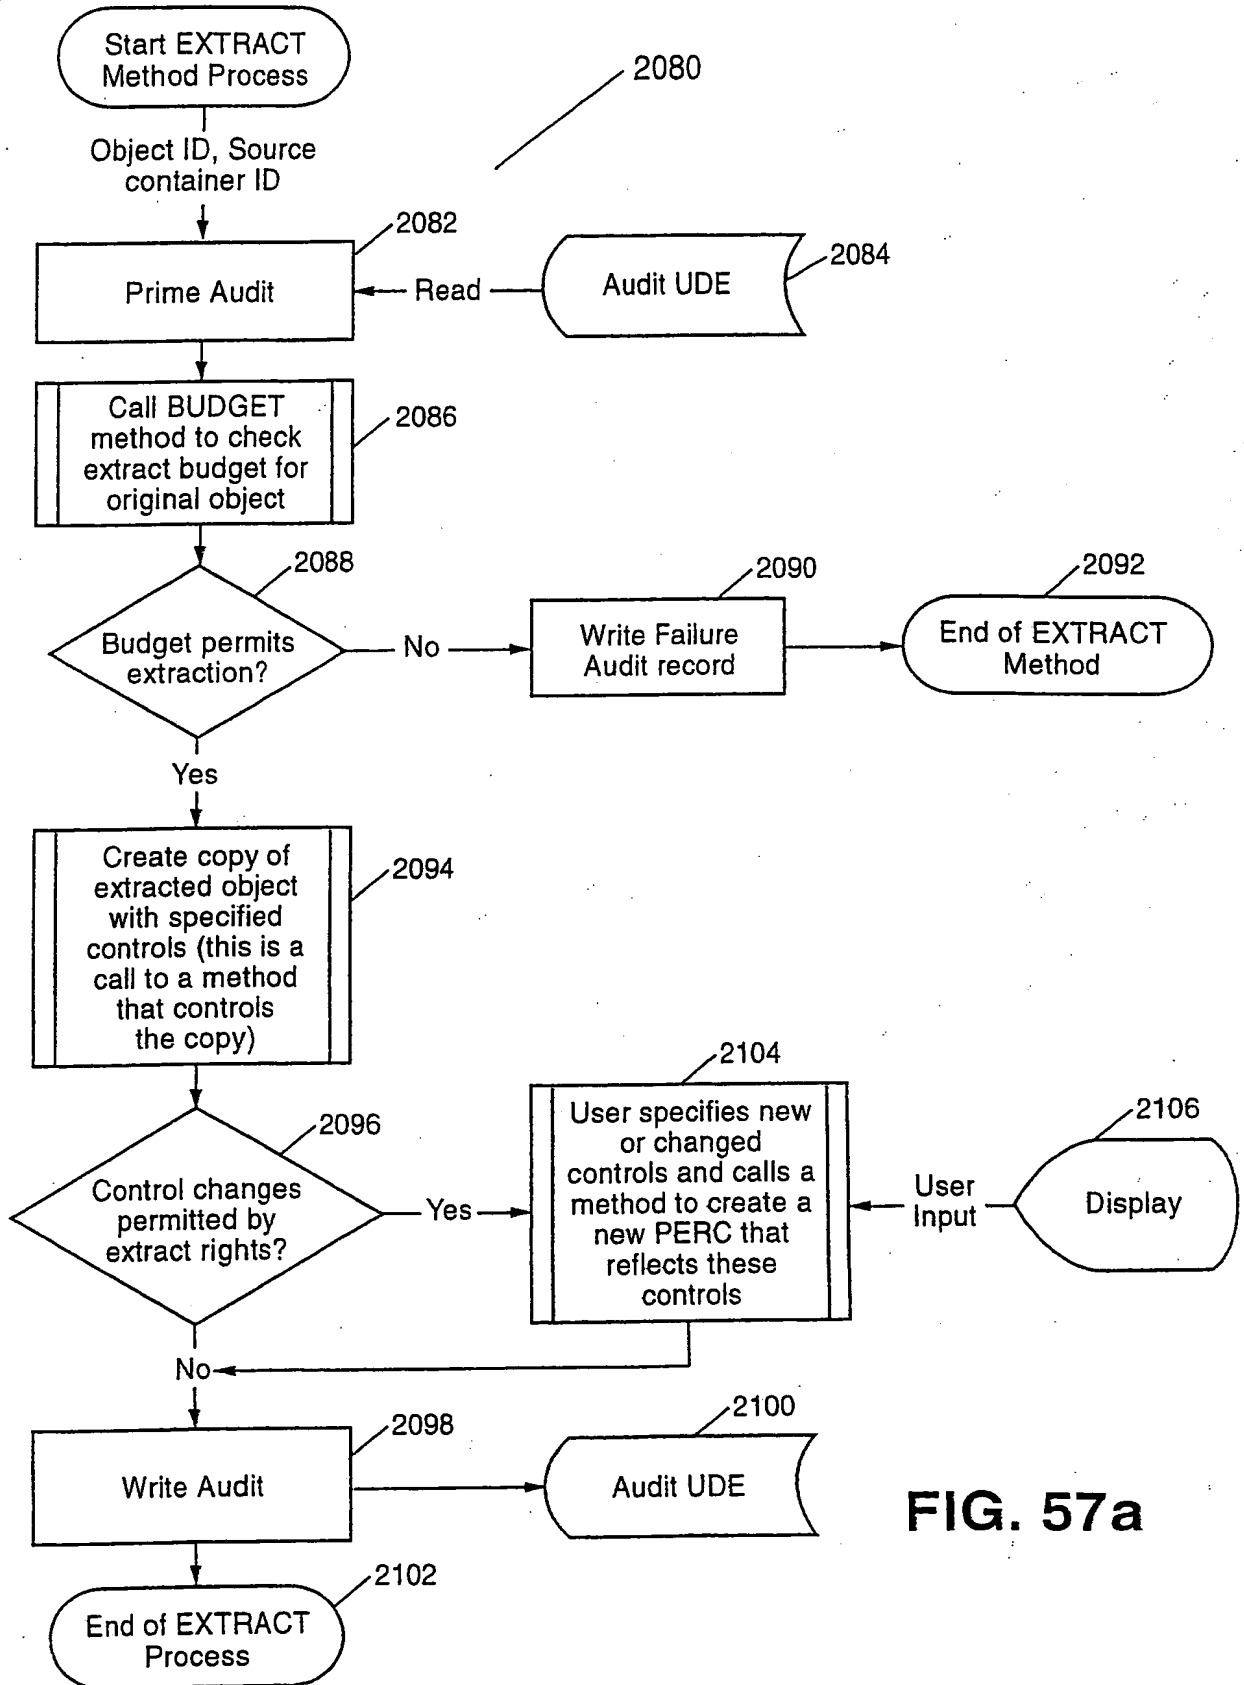 Start EXTRACT
Method Process
2080
Object ID, Source
container ID
2082
Prime Audit
Read
Audit UDE
2084
Call BUDGET
method to check
extract budget for
original object
2086
2088
Budget permits
extraction?
No
2090
Write Failure
Audit record
2092
End of EXTRACT
Method
Yes
Create copy of
extracted object
with specified
controls (this is a
call to a method
that controls
the copy)
2094
2096
Control changes
permitted by
extract rights?
Yes
2104
User specifies new
or changed
controls and calls a
method to create a
new PERC that
reflects these
controls
User
Input
2106
Display
No
2098
Write Audit
2100
Audit UDE
2102
End of EXTRACT
Process
FIG. 57a